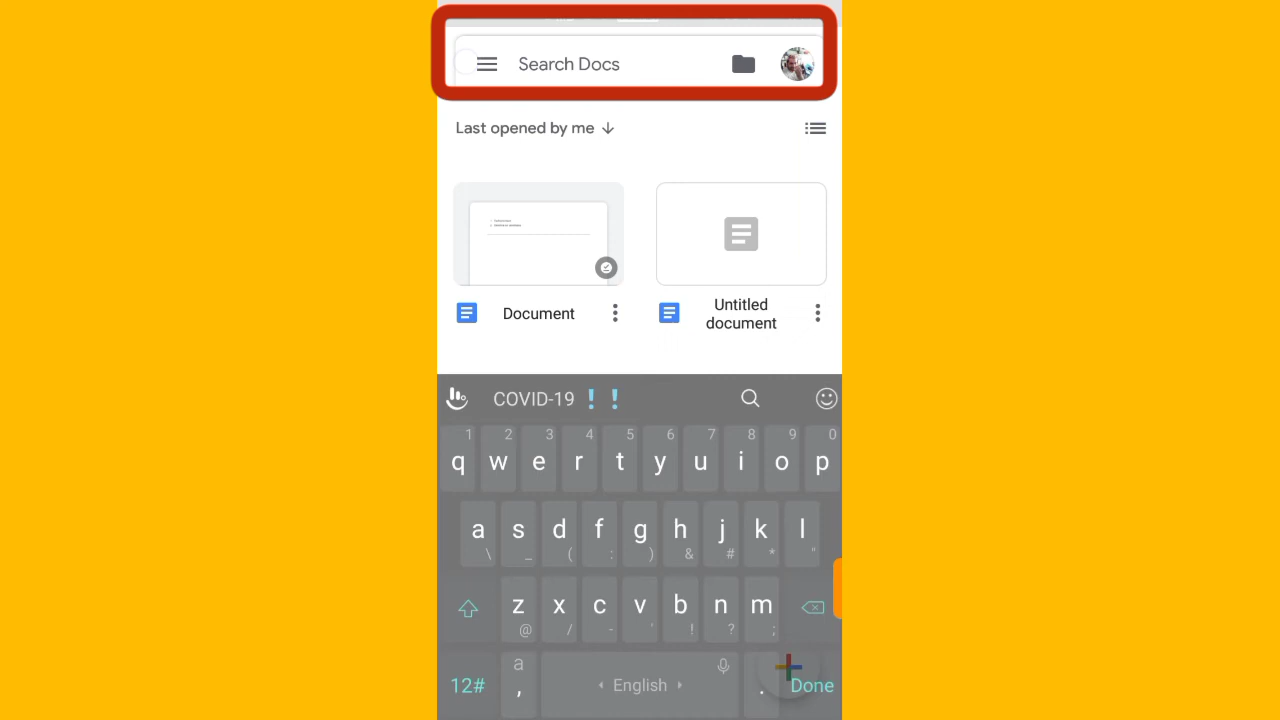 Search Docs
Last opened by me
Document
Untitled
document
COVID-19 ❗ ❗
1 2 3 4 5 6 7 8 9 0
q w e r t y u i o p
a s d f g h j k l
\ _ ( : ) & # * "
z x c v b n m
@ / - ' ! ? ;
a
12# , English . Done